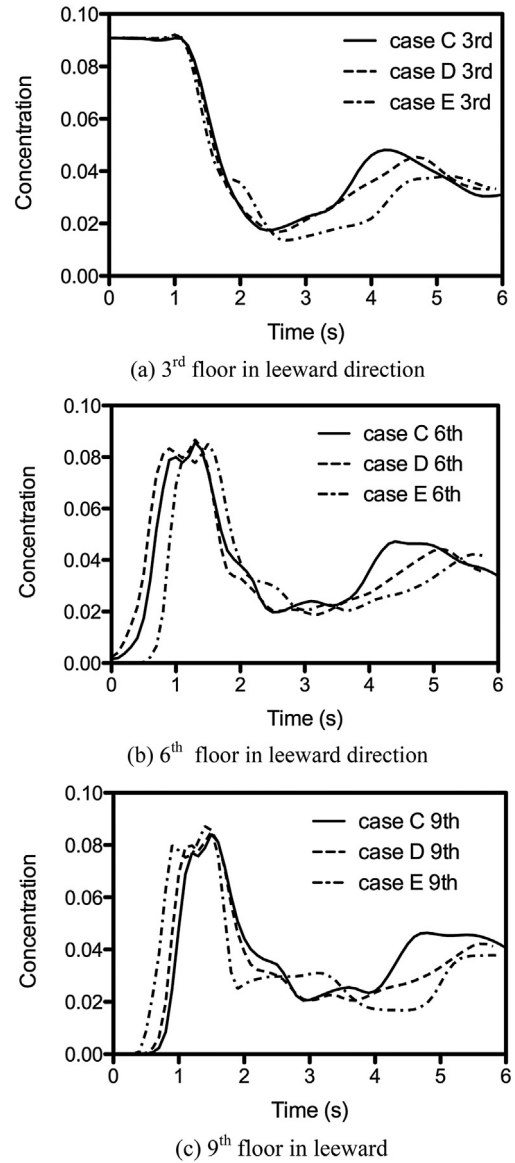 0.10
0.08
0.06
0.04
0.02
0.00
Concentration
case C 3rd
case D 3rd
case E 3rd
0 1 2 3 4 5 6
Time (s)
(a) 3rd floor in leeward direction
0.10
0.08
0.06
0.04
0.02
0.00
Concentration
case C 6th
case D 6th
case E 6th
0 1 2 3 4 5 6
Time (s)
(b) 6th floor in leeward direction
0.10
0.08
0.06
0.04
0.02
0.00
Concentration
case C 9th
case D 9th
case E 9th
0 1 2 3 4 5 6
Time (s)
(c) 9th floor in leeward